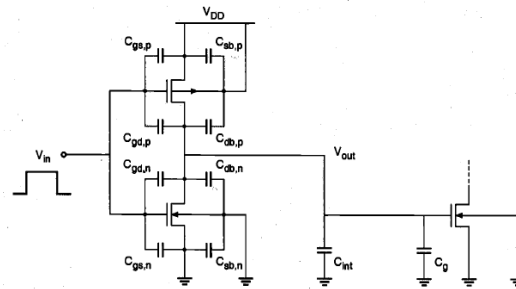 V_DD
C_gs,p C_sb,p
C_gd,p C_db,p
V_in C_gd,n C_db,n V_out
C_gs,n C_sb,n C_int C_g